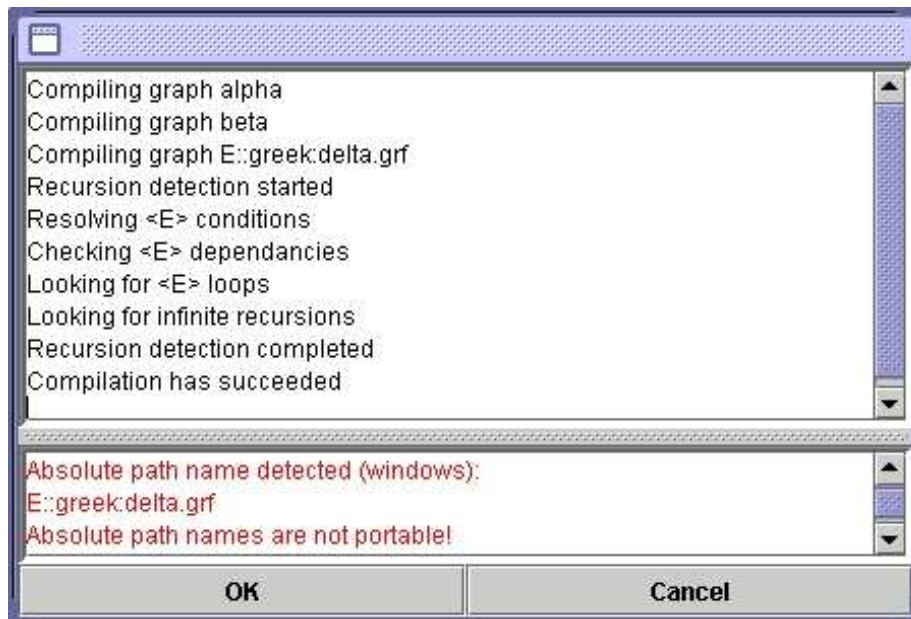 Compiling graph alpha
Compiling graph beta
Compiling graph E::greek:delta.grf
Recursion detection started
Resolving <E> conditions
Checking <E> dependancies
Looking for <E> loops
Looking for infinite recursions
Recursion detection completed
Compilation has succeeded
Absolute path name detected (windows):
E::greek:delta.grf
Absolute path names are not portable!
OK
Cancel